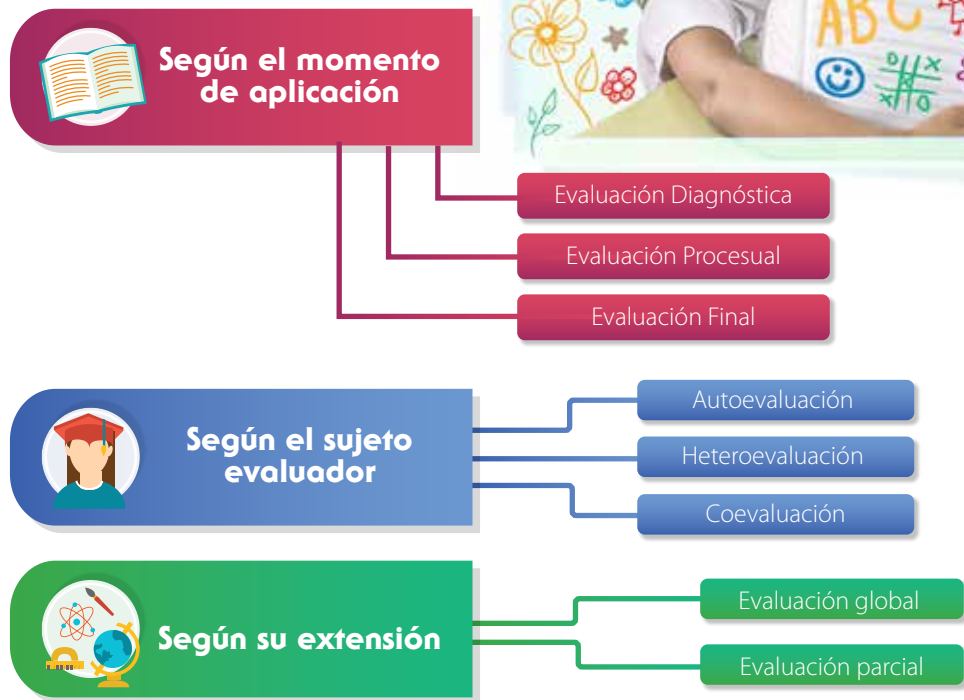 ABC
Según el momento
de aplicación
Evaluación Diagnóstica
Evaluación Procesual
Evaluación Final
Según el sujeto
evaluador
Autoevaluación
Heteroevaluación
Coevaluación
Según su extensión
Evaluación global
Evaluación parcial